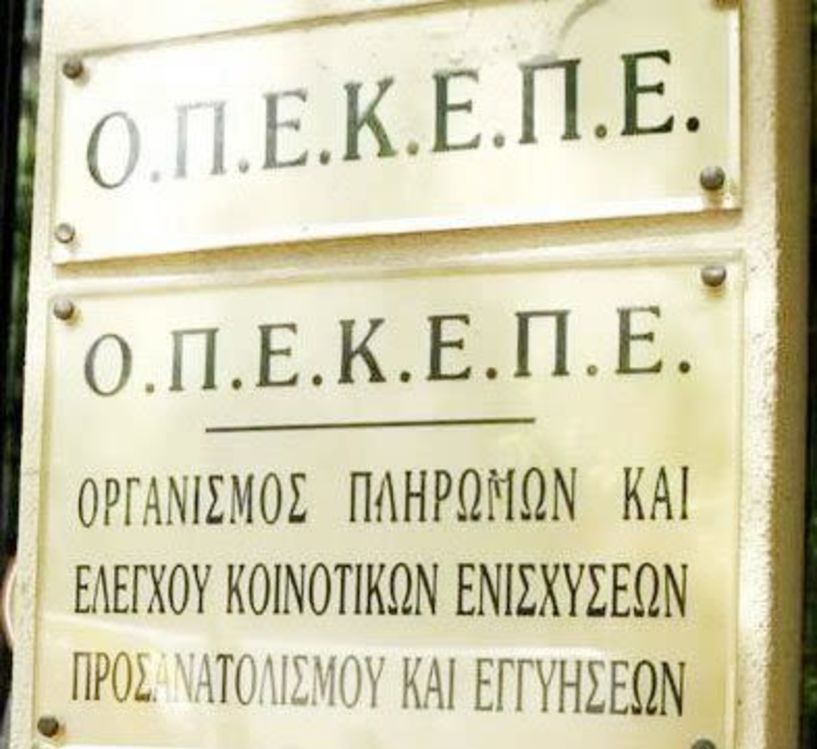 Ο.Π.Ε.Κ.Ε.Π.Ε.
Ο.Π.Ε.Κ.Ε.Π.Ε.
ΟΡΓΑΝΙΣΜΟΣ ΠΛΗΡΩΜΩΝ ΚΑΙ
ΕΛΕΓΧΟΥ ΚΟΙΝΟΤΙΚΩΝ ΕΝΙΣΧΥΣΕΩΝ
ΠΡΟΣΑΝΑΤΟΛΙΣΜΟΥ ΚΑΙ ΕΓΓΥΗΣΕΩΝ